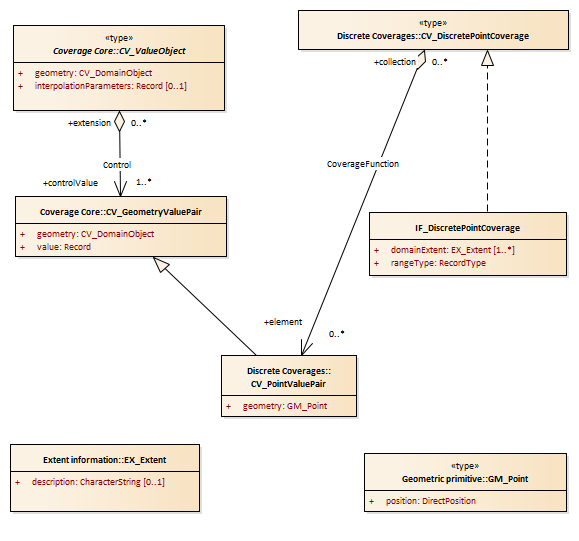 «type»
Coverage Core::CV_ValueObject
+ geometry: CV_DomainObject
+ interpolationParameters: Record [0..1]
«type»
Discrete Coverages::CV_DiscretePointCoverage
+collection
0..*
+extension
0..*
CoverageFunction
Control
+controlValue
1..*
Coverage Core::CV_GeometryValuePair
+ geometry: CV_DomainObject
+ value: Record
IF_DiscretePointCoverage
+ domainExtent: EX_Extent [1..*]
+ rangeType: RecordType
+element
0..*
Discrete Coverages::
CV_PointValuePair
+ geometry: GM_Point
Extent information::EX_Extent
+ description: CharacterString [0..1]
«type»
Geometric primitive::GM_Point
+ position: DirectPosition